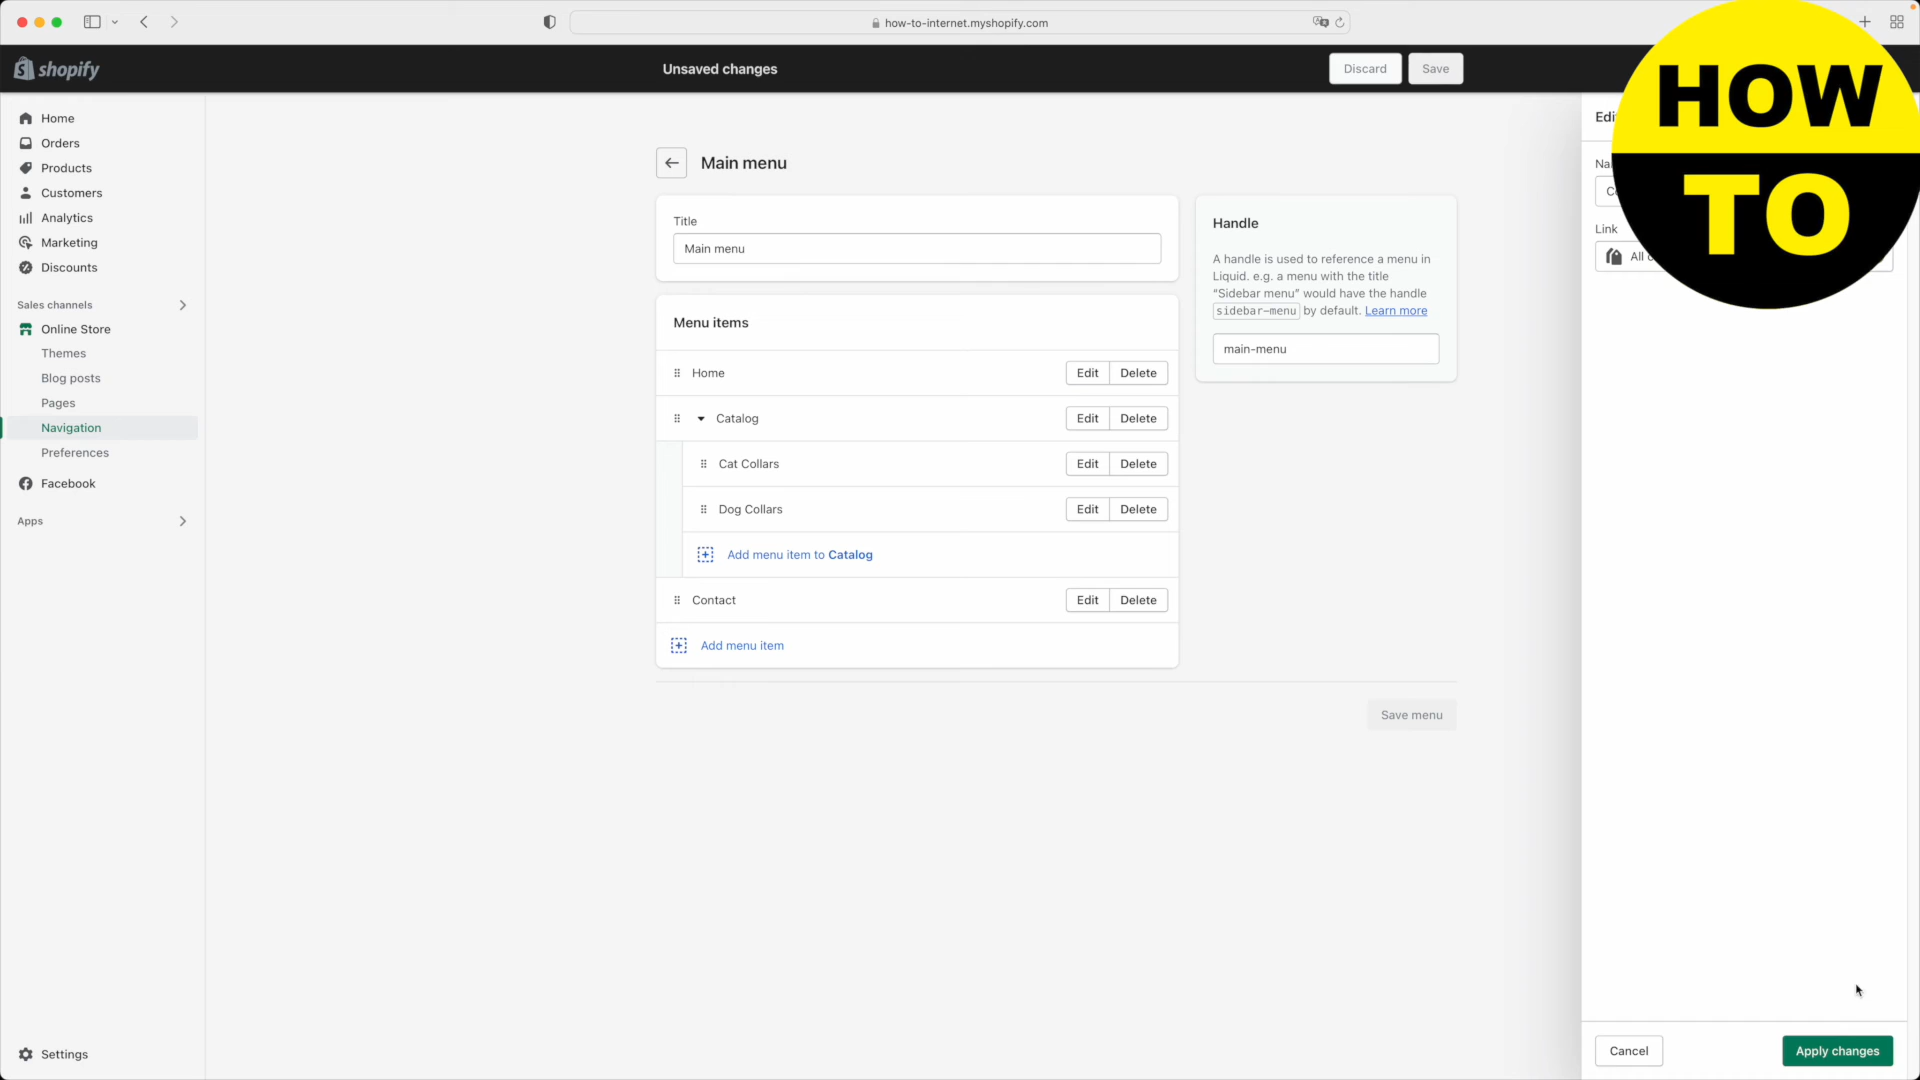 how-to-internet.myshopify.com
shopify
Unsaved changes
Discard
Save
HOW
TO
Home
Orders
Products
Customers
Analytics
Marketing
Discounts
Sales channels
Online Store
Themes
Blog posts
Pages
Navigation
Preferences
Facebook
Apps
Settings
Main menu
Title
Main menu
Menu items
Home
Edit
Delete
Catalog
Edit
Delete
Cat Collars
Edit
Delete
Dog Collars
Edit
Delete
Add menu item to Catalog
Contact
Edit
Delete
Add menu item
Handle
A handle is used to reference a menu in
Liquid. e.g. a menu with the title
“Sidebar menu” would have the handle
sidebar-menu by default. Learn more
main-menu
Save menu
Link
All
Cancel
Apply changes